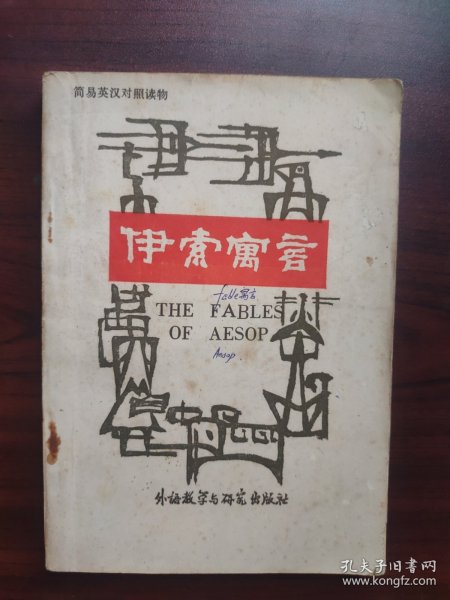 简易英汉对照读物
伊索寓言
fable寓言
THE FABLES
OF AESOP
Aesop.
外语教学与研究出版社
孔夫子旧书网
www.kongfz.com